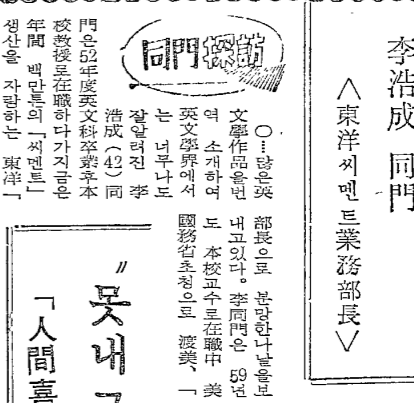 李浩成 同門
〈東洋씨멘트業務部長〉
同門探訪
○…많은英
文學作品을번
역 소개하여
英文學界에서
는 너무나도
잘알려진 李
浩成(42)同
門은52年度英文科卒業후本
校敎授로在職하다가지금은
年間 백만톤의「씨멘트」
생산을 자랑하는 東洋「
部長으로 분망한나날을보
내고있다。李同門은 59년
도 本校교수로在職中 美
國務省초청으로 渡美、「
"못내
「人間喜